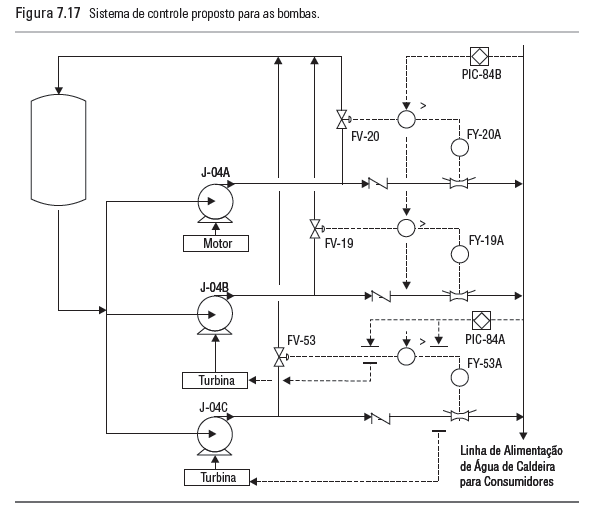 Figura 7.17 Sistema de controle proposto para as bombas.
PIC-84B
>
FV-20
FY-20A
J-04A
Motor
>
FV-19
FY-19A
J-04B
FV-53
>
PIC-84A
FY-53A
Turbina
J-04C
Linha de Alimentação
de Água de Caldeira
para Consumidores
Turbina